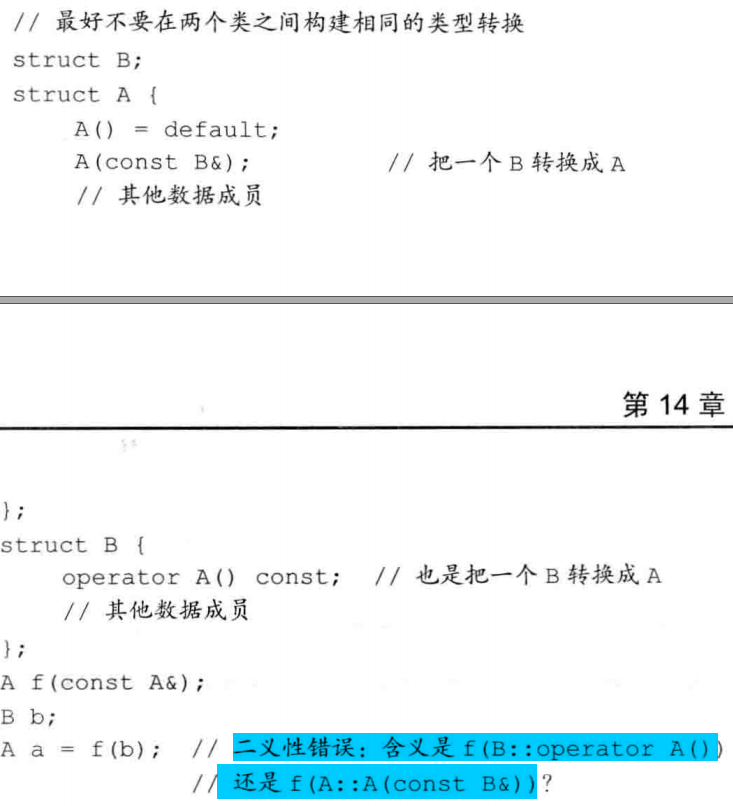 // 最好不要在两个类之间构建相同的类型转换
struct B;
struct A {
    A() = default;
    A(const B&);        // 把一个 B 转换成 A
    // 其他数据成员
第 14 章
};
struct B {
    operator A() const;  // 也是把一个 B 转换成 A
    // 其他数据成员
};
A f(const A&);
B b;
A a = f(b);  // 二义性错误：含义是 f(B::operator A())
             // 还是 f(A::A(const B&))?